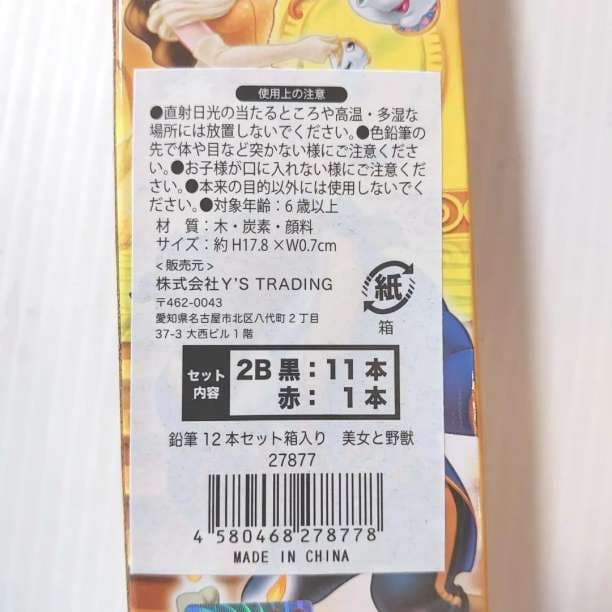 使用上の注意
●直射日光の当たるところや高温・多湿な
場所には放置しないでください。●色鉛筆の
先で体や目など突かない様にご注意くださ
い。●お子様が口に入れない様にご注意くだ
さい。●本来の目的以外には使用しないでく
ださい。●対象年齢：6歳以上
材 質：木・炭素・顔料
サイズ：約 H17.8 ×W0.7cm
<販売元>
株式会社Y'S TRADING
〒462-0043
愛知県名古屋市北区八代町2丁目
37-3 大西ビル1階
紙
箱
セット
内容
2B 黒：11本
赤： 1本
鉛筆12本セット箱入り 美女と野獣
27877
4 580468 278778
MADE IN CHINA